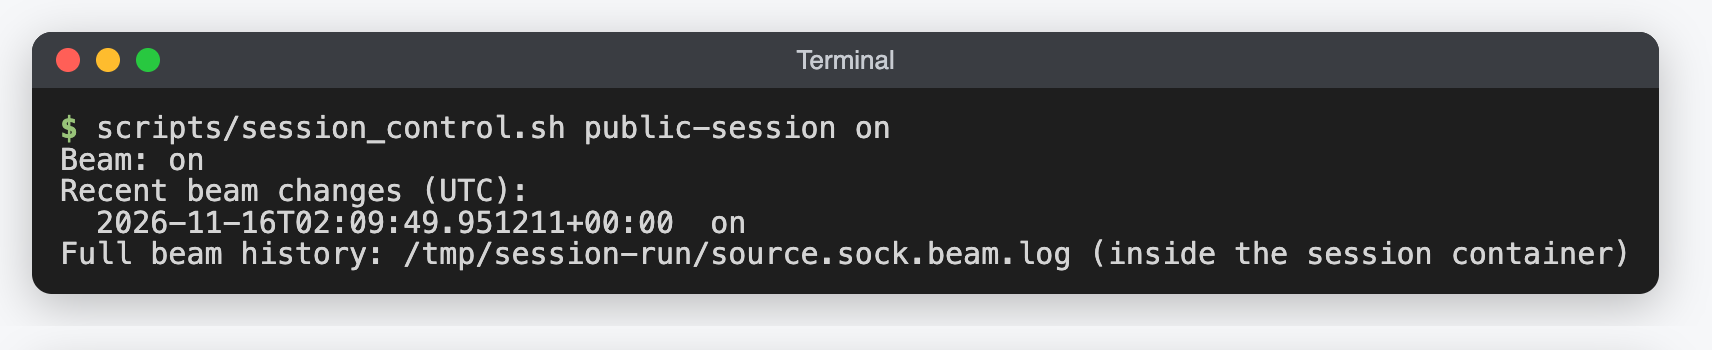 Terminal
$ scripts/session_control.sh public-session on
Beam: on
Recent beam changes (UTC):
  2026-11-16T02:09:49.951211+00:00  on
Full beam history: /tmp/session-run/source.sock.beam.log (inside the session container)